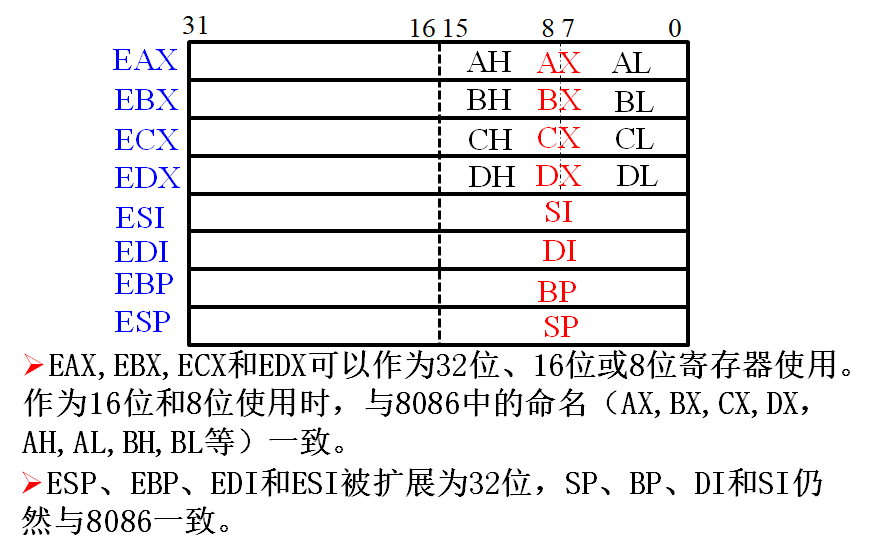 31 16 15 8 7 0
EAX AH AX AL
EBX BH BX BL
ECX CH CX CL
EDX DH DX DL
ESI SI
EDI DI
EBP BP
ESP SP
➢EAX,EBX,ECX和EDX可以作为32位、16位或8位寄存器使用。
作为16位和8位使用时，与8086中的命名（AX,BX,CX,DX，
AH,AL,BH,BL等）一致。
➢ESP、EBP、EDI和ESI被扩展为32位，SP、BP、DI和SI仍
然与8086一致。